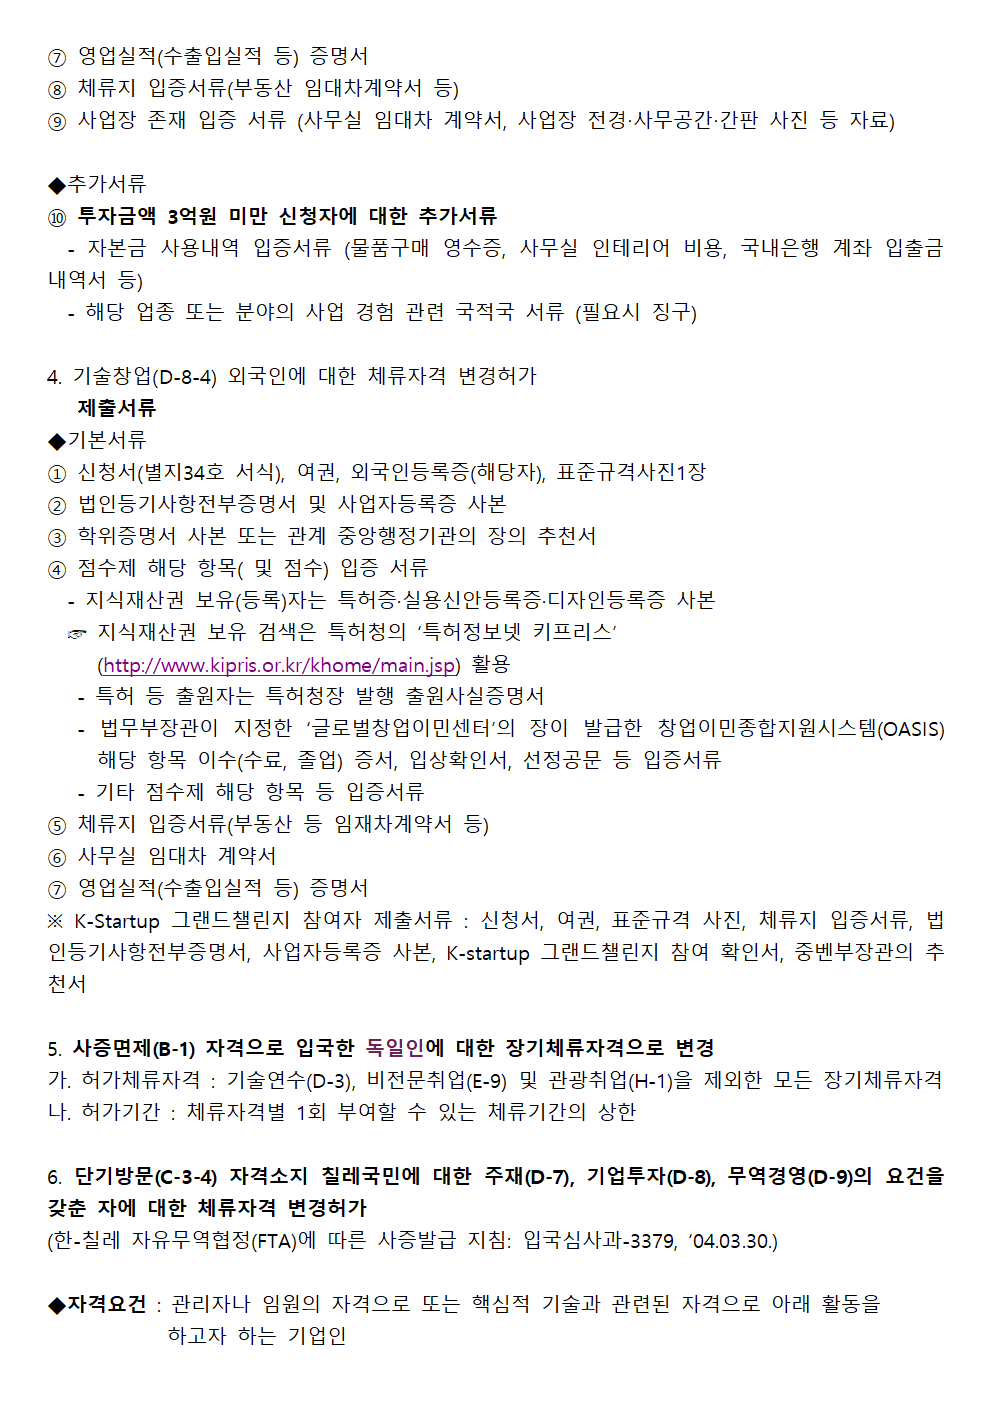 ⑦ 영업실적(수출입실적 등) 증명서
⑧ 체류지 입증서류(부동산 임대차계약서 등)
⑨ 사업장 존재 입증 서류 (사무실 임대차 계약서, 사업장 전경·사무공간·간판 사진 등 자료)
◆추가서류
⑩ 투자금액 3억원 미만 신청자에 대한 추가서류
- 자본금 사용내역 입증서류 (물품구매 영수증, 사무실 인테리어 비용, 국내은행 계좌 입출금
내역서 등)
- 해당 업종 또는 분야의 사업 경험 관련 국적국 서류 (필요시 징구)
4. 기술창업(D-8-4) 외국인에 대한 체류자격 변경허가
제출서류
◆기본서류
① 신청서(별지34호 서식), 여권, 외국인등록증(해당자), 표준규격사진1장
② 법인등기사항전부증명서 및 사업자등록증 사본
③ 학위증명서 사본 또는 관계 중앙행정기관의 장의 추천서
④ 점수제 해당 항목( 및 점수) 입증 서류
- 지식재산권 보유(등록)자는 특허증·실용신안등록증·디자인등록증 사본
☞ 지식재산권 보유 검색은 특허청의 ‘특허정보넷 키프리스’
(http://www.kipris.or.kr/khome/main.jsp) 활용
- 특허 등 출원자는 특허청장 발행 출원사실증명서
- 법무부장관이 지정한 ‘글로벌창업이민센터’의 장이 발급한 창업이민종합지원시스템(OASIS)
해당 항목 이수(수료, 졸업) 증서, 입상확인서, 선정공문 등 입증서류
- 기타 점수제 해당 항목 등 입증서류
⑤ 체류지 입증서류(부동산 등 임재차계약서 등)
⑥ 사무실 임대차 계약서
⑦ 영업실적(수출입실적 등) 증명서
※ K-Startup 그랜드챌린지 참여자 제출서류 : 신청서, 여권, 표준규격 사진, 체류지 입증서류, 법
인등기사항전부증명서, 사업자등록증 사본, K-startup 그랜드챌린지 참여 확인서, 중벤부장관의 추
천서
5. 사증면제(B-1) 자격으로 입국한 독일인에 대한 장기체류자격으로 변경
가. 허가체류자격 : 기술연수(D-3), 비전문취업(E-9) 및 관광취업(H-1)을 제외한 모든 장기체류자격
나. 허가기간 : 체류자격별 1회 부여할 수 있는 체류기간의 상한
6. 단기방문(C-3-4) 자격소지 칠레국민에 대한 주재(D-7), 기업투자(D-8), 무역경영(D-9)의 요건을
갖춘 자에 대한 체류자격 변경허가
(한-칠레 자유무역협정(FTA)에 따른 사증발급 지침: 입국심사과-3379, ’04.03.30.)
◆자격요건 : 관리자나 임원의 자격으로 또는 핵심적 기술과 관련된 자격으로 아래 활동을
하고자 하는 기업인